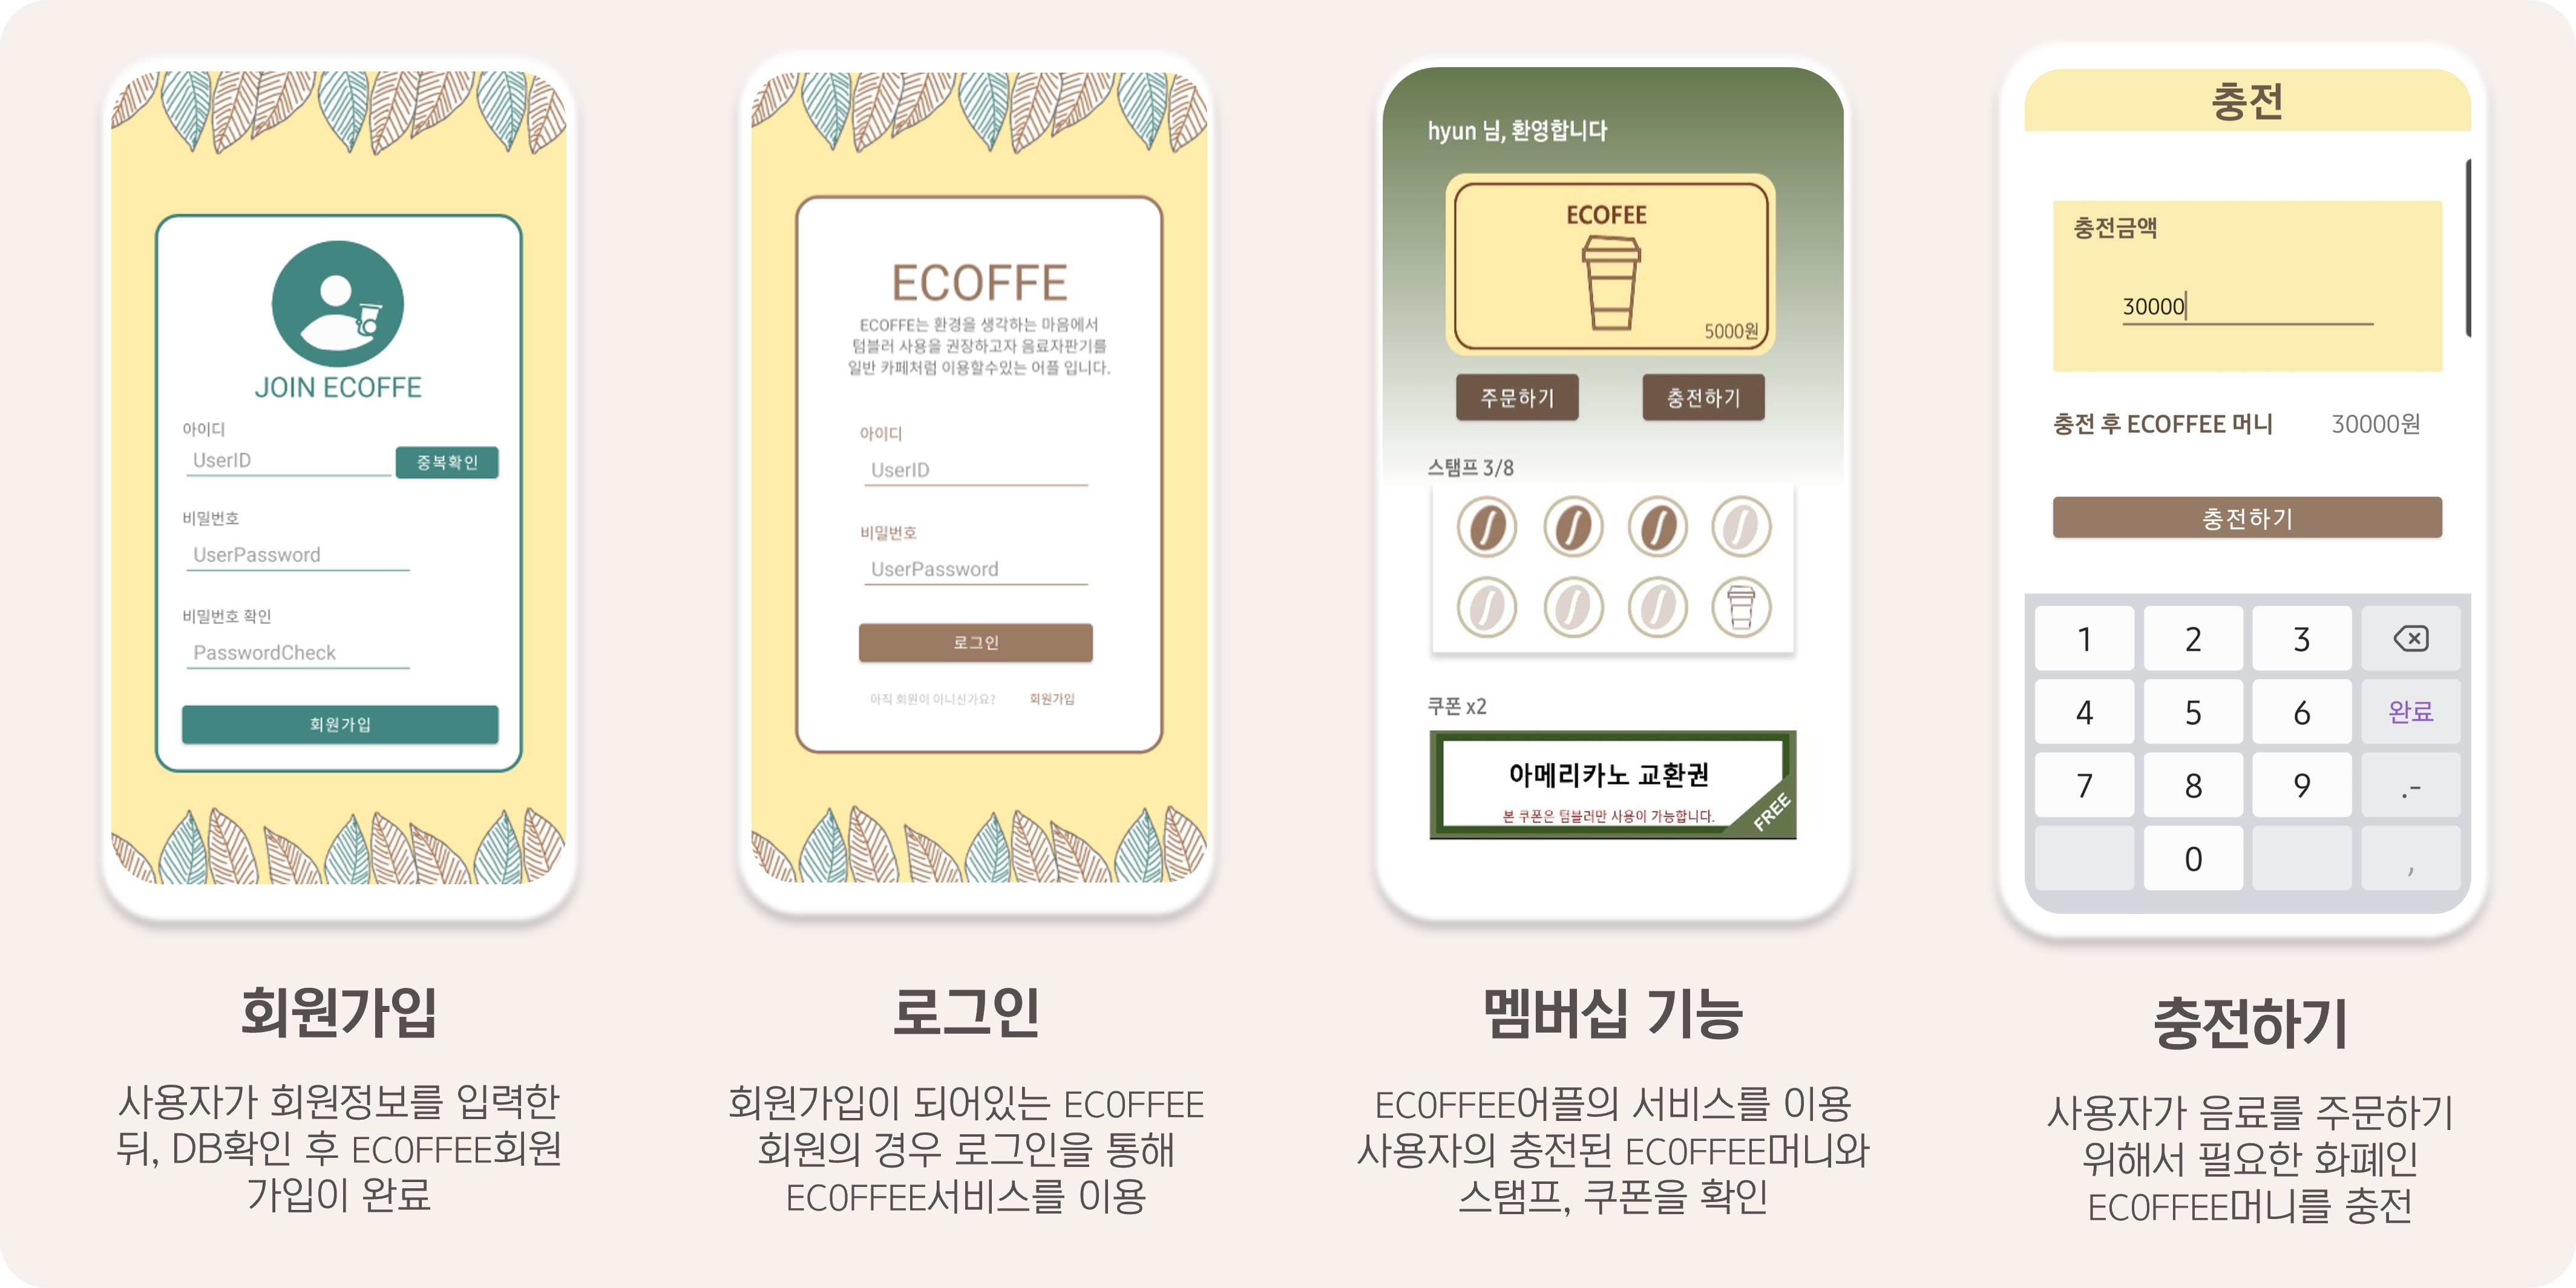 JOIN ECOFFE
아이디
UserID
중복확인
비밀번호
UserPassword
비밀번호 확인
PasswordCheck
회원가입
회원가입
사용자가 회원정보를 입력한
뒤, DB확인 후 ECOFFEE회원
가입이 완료
ECOFFE
ECOFFE는 환경을 생각하는 마음에서
텀블러 사용을 권장하고자 음료자판기를
일반 카페처럼 이용할수있는 어플 입니다.
아이디
UserID
비밀번호
UserPassword
로그인
아직 회원이 아니신가요? 회원가입
로그인
회원가입이 되어있는 ECOFFEE
회원의 경우 로그인을 통해
ECOFFEE서비스를 이용
hyun 님, 환영합니다
ECOFEE
5000원
주문하기 충전하기
스탬프 3/8
쿠폰 x2
아메리카노 교환권
본 쿠폰은 텀블러만 사용이 가능합니다.
FREE
멤버십 기능
ECOFFEE어플의 서비스를 이용
사용자의 충전된 ECOFFEE머니와
스탬프, 쿠폰을 확인
충전
충전금액
30000
충전 후 ECOFFEE 머니 30000원
충전하기
1 2 3
4 5 6 완료
7 8 9 .-
0 ,
충전하기
사용자가 음료를 주문하기
위해서 필요한 화폐인
ECOFFEE머니를 충전